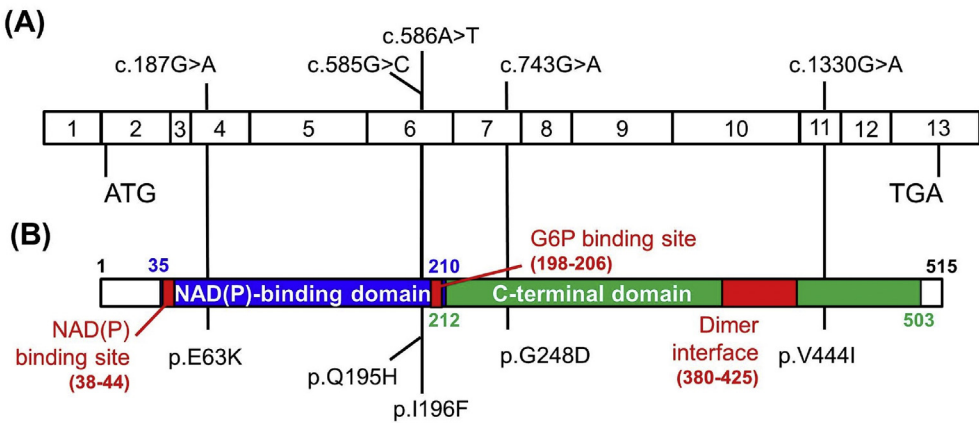 (A)
c.586A>T
c.187G>A
c.585G>C
c.743G>A
c.1330G>A
1 2 3 4 5 6 7 8 9 10 11 12 13
ATG
TGA
(B)
G6P binding site
(198-206)
1
35
210
515
NAD(P)-binding domain
C-terminal domain
212
503
NAD(P)
binding site
(38-44)
p.E63K
p.Q195H
p.I196F
p.G248D
Dimer
interface
(380-425)
p.V444I